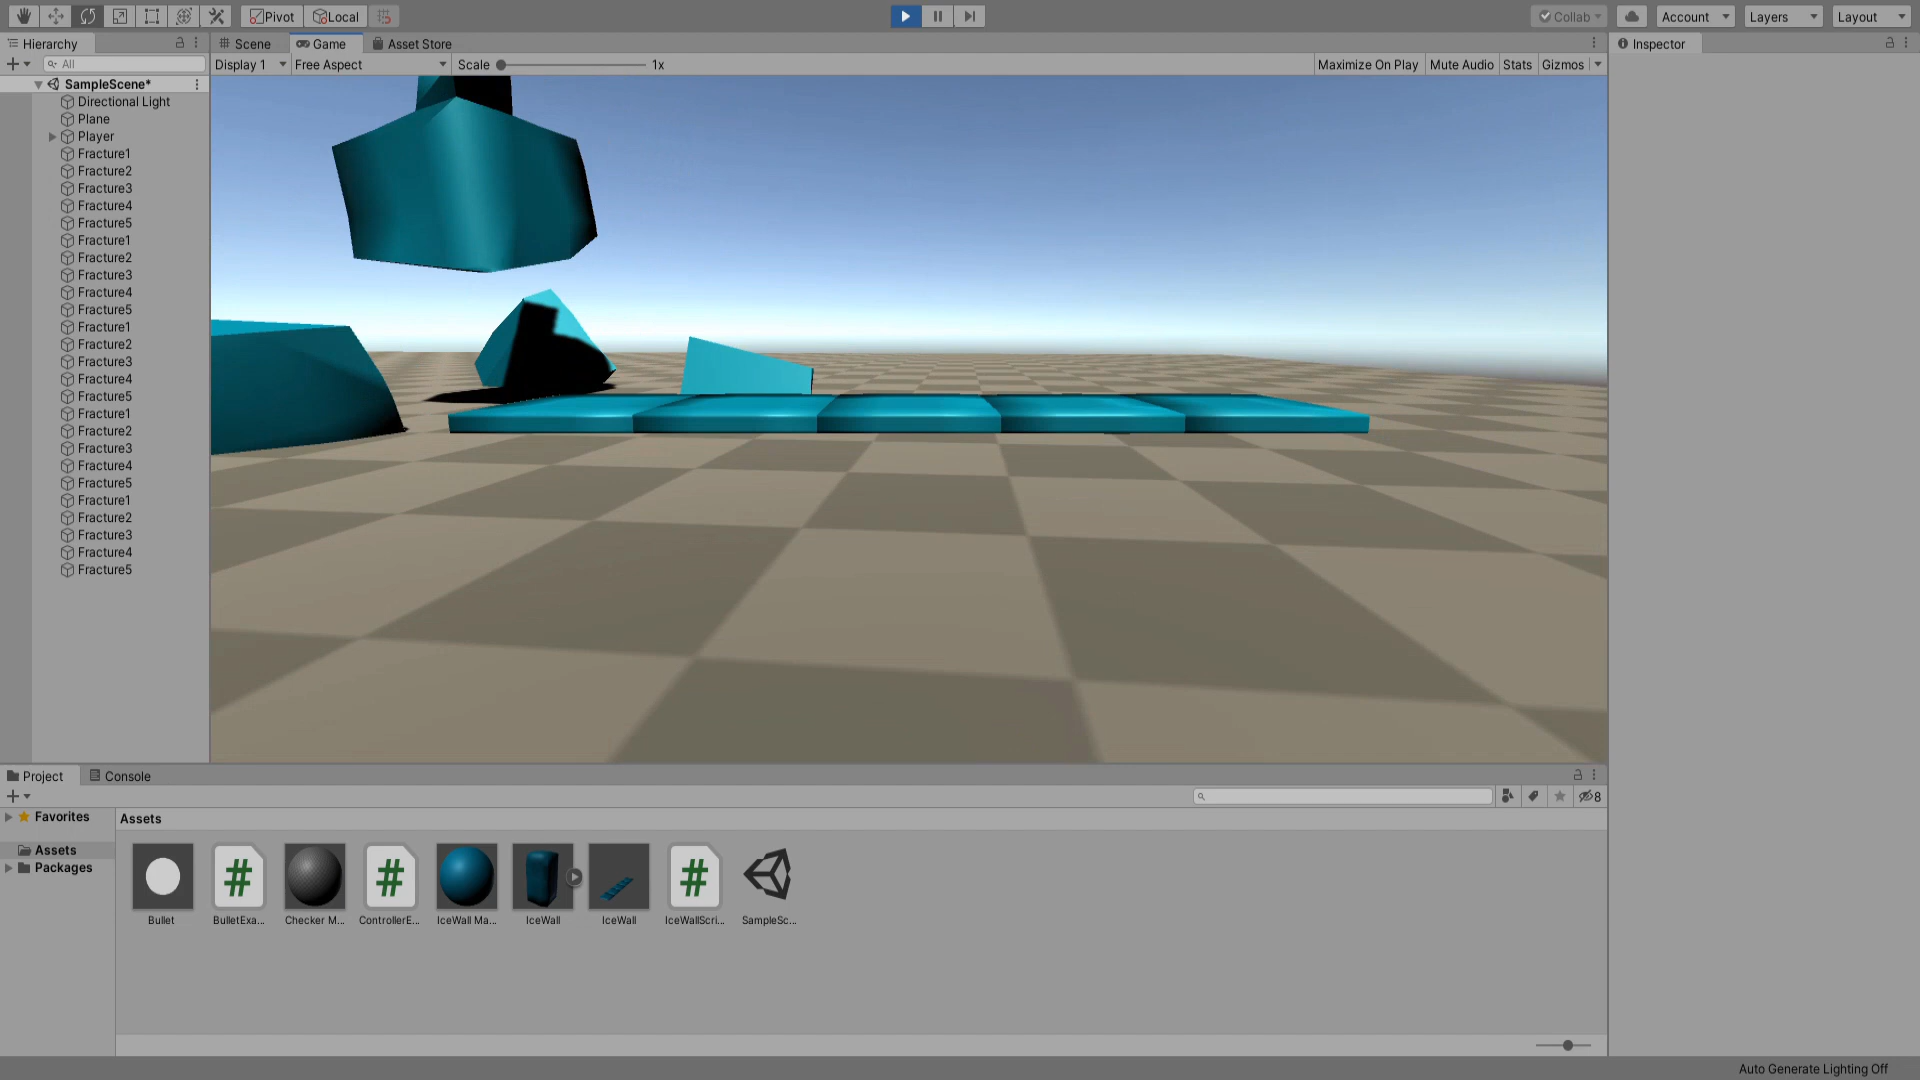 Pivot Local Collab Account Layers Layout
Hierarchy Scene Game Asset Store Inspector
All Display 1 Free Aspect Scale 1x Maximize On Play Mute Audio Stats Gizmos
SampleScene*
Directional Light
Plane
Player
Fracture1
Fracture2
Fracture3
Fracture4
Fracture5
Fracture1
Fracture2
Fracture3
Fracture4
Fracture5
Fracture1
Fracture2
Fracture3
Fracture4
Fracture5
Fracture1
Fracture2
Fracture3
Fracture4
Fracture5
Fracture1
Fracture2
Fracture3
Fracture4
Fracture5
Project Console
8
Favorites
Assets
Packages
Assets
Bullet BulletExa... Checker M... ControllerE... IceWall Ma... IceWall IceWall IceWallScri... SampleSc...
Auto Generate Lighting Off